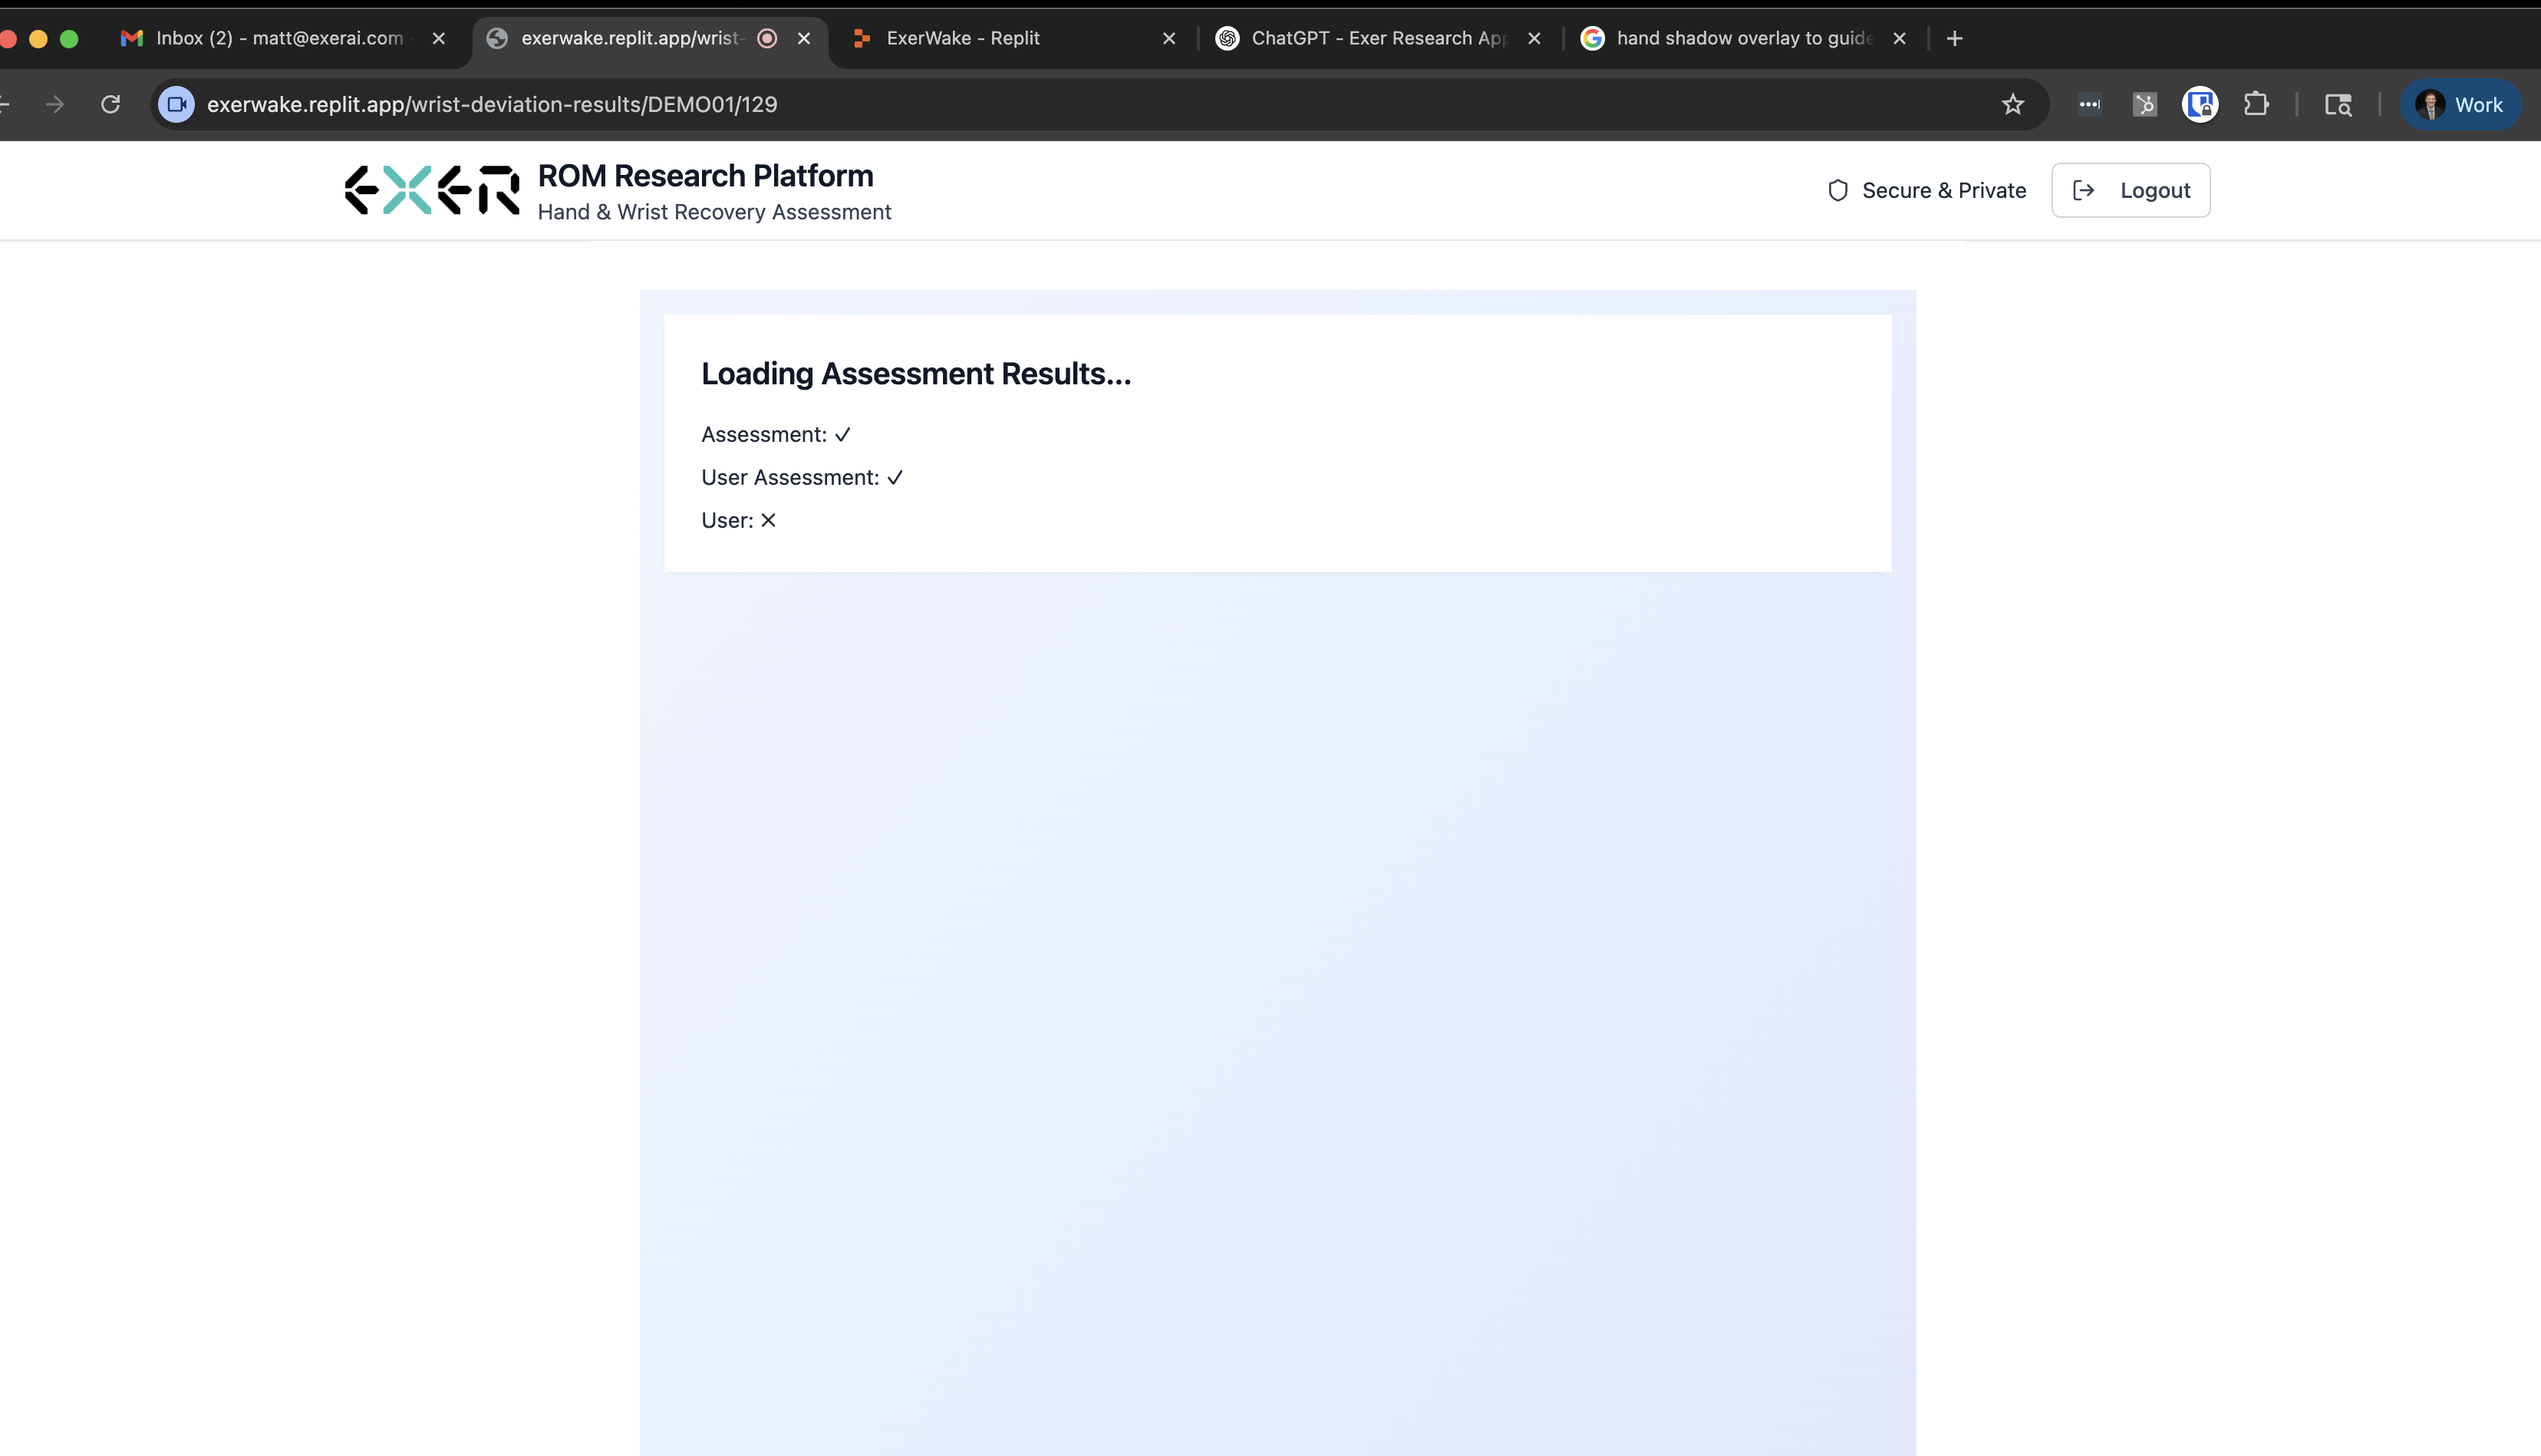 Inbox (2) - matt@exerai.com
exerwake.replit.app/wrist-
ExerWake - Replit
ChatGPT - Exer Research App
hand shadow overlay to guide
exerwake.replit.app/wrist-deviation-results/DEMO01/129
Work
EXER
ROM Research Platform
Hand & Wrist Recovery Assessment
Secure & Private
Logout
Loading Assessment Results...
Assessment: ✓
User Assessment: ✓
User: ✕